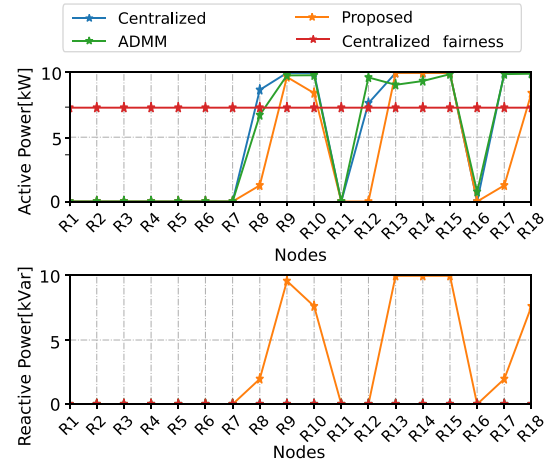 Centralized Proposed
ADMM Centralized fairness
Active Power[kW]
10
5
0
R1 R2 R3 R4 R5 R6 R7 R8 R9 R10 R11 R12 R13 R14 R15 R16 R17 R18
Nodes
Reactive Power[kVar]
10
5
0
R1 R2 R3 R4 R5 R6 R7 R8 R9 R10 R11 R12 R13 R14 R15 R16 R17 R18
Nodes